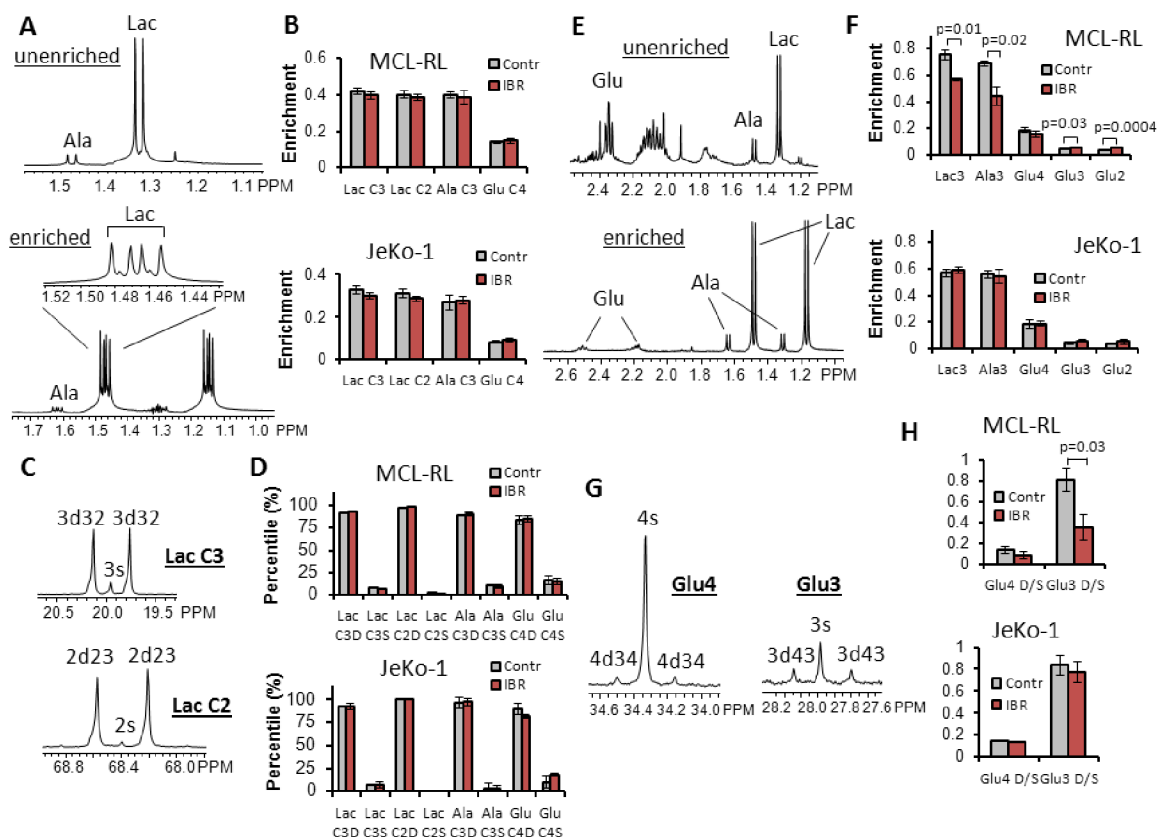 A
Lac
unenriched
Ala
1.5 1.4 1.3 1.2 1.1 PPM
Lac
enriched
1.52 1.50 1.48 1.46 1.44 PPM
Ala
1.7 1.6 1.5 1.4 1.3 1.2 1.1 1.0 PPM
B
MCL-RL
Contr
IBR
Enrichment
0.6
0.4
0.2
0
Lac C3 Lac C2 Ala C3 Glu C4
JeKo-1
Contr
IBR
Enrichment
0.4
0.2
0
Lac C3 Lac C2 Ala C3 Glu C4
C
3d32 3d32
3s
Lac C3
20.5 20.0 19.5 PPM
2d23 2d23
2s
Lac C2
68.8 68.4 68.0 PPM
D
MCL-RL
Contr
IBR
Percentile (%)
100
75
50
25
0
Lac Lac Lac Lac Ala Ala Glu Glu
C3D C3S C2D C2S C3D C3S C4D C4S
JeKo-1
Contr
IBR
Percentile (%)
100
75
50
25
0
Lac Lac Lac Lac Ala Ala Glu Glu
C3D C3S C2D C2S C3D C3S C4D C4S
E
unenriched
Lac
Glu
Ala
2.4 2.2 2.0 1.8 1.6 1.4 1.2 PPM
enriched
Lac
Ala
Glu
2.6 2.4 2.2 2.0 1.8 1.6 1.4 1.2 PPM
F
MCL-RL
p=0.01
p=0.02
Contr
IBR
p=0.03
p=0.0004
Enrichment
0.8
0.6
0.4
0.2
0
Lac3 Ala3 Glu4 Glu3 Glu2
JeKo-1
Contr
IBR
Enrichment
0.8
0.6
0.4
0.2
0
Lac3 Ala3 Glu4 Glu3 Glu2
G
4s
Glu4
4d34 4d34
34.6 34.4 34.2 34.0 PPM
Glu3
3s
3d43 3d43
28.2 28.0 27.8 27.6 PPM
H
MCL-RL
p=0.03
Contr
IBR
1
0.8
0.6
0.4
0.2
0
Glu4 D/S Glu3 D/S
JeKo-1
Contr
IBR
1
0.8
0.6
0.4
0.2
0
Glu4 D/S Glu3 D/S